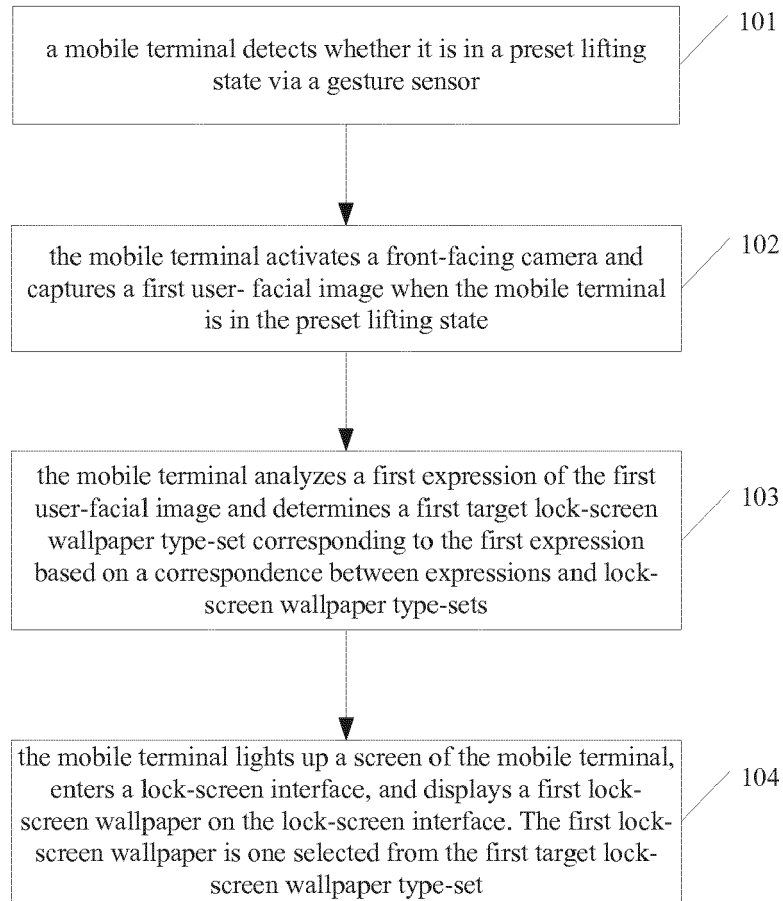 101
a mobile terminal detects whether it is in a preset lifting
state via a gesture sensor
102
the mobile terminal activates a front-facing camera and
captures a first user- facial image when the mobile terminal
is in the preset lifting state
103
the mobile terminal analyzes a first expression of the first
user-facial image and determines a first target lock-screen
wallpaper type-set corresponding to the first expression
based on a correspondence between expressions and lock-
screen wallpaper type-sets
104
the mobile terminal lights up a screen of the mobile terminal,
enters a lock-screen interface, and displays a first lock-
screen wallpaper on the lock-screen interface. The first lock-
screen wallpaper is one selected from the first target lock-
screen wallpaper type-set